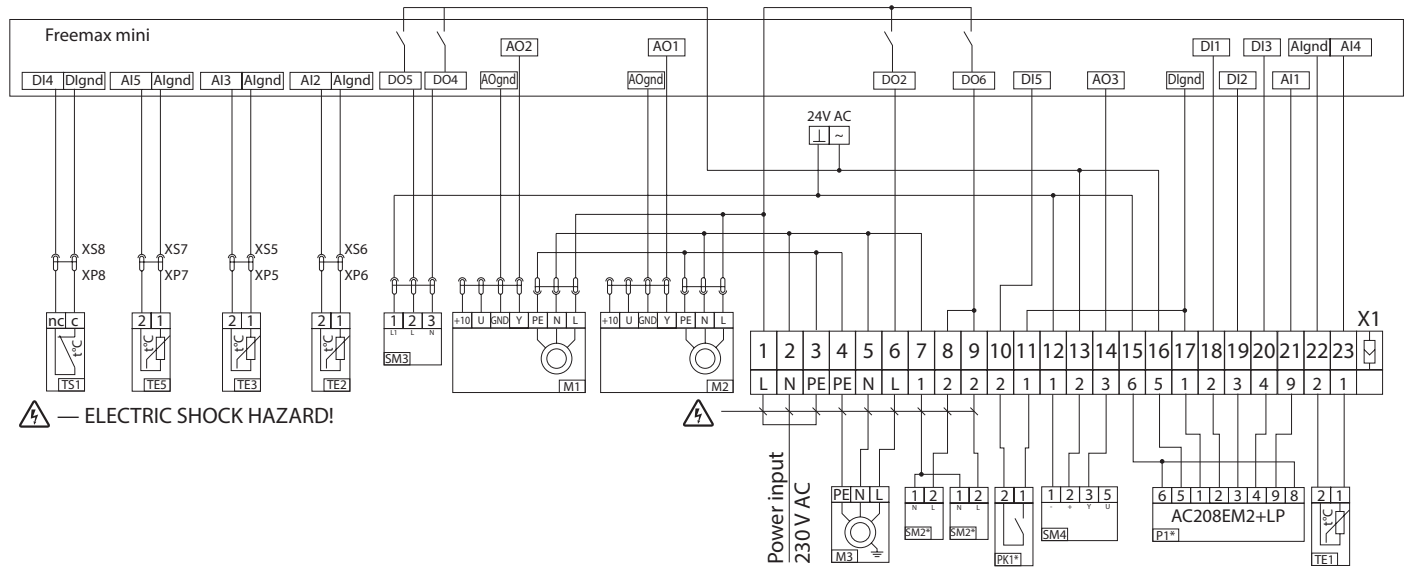 Freemax mini
AO2 AO1 DI1 DI3 AIgnd AI4
DI4 DIgnd AI5 AIgnd AI3 AIgnd AI2 AIgnd DO5 DO4 AOgnd AOgnd DO2 DO6 DI5 AO3 DIgnd DI2 AI1
24V AC
⊥ ~
XS8 XS7 XS5 XS6
XP8 XP7 XP5 XP6
nc c 2 1 2 1 2 1 1 2 3 +10 U GND Y PE N L +10 U GND Y PE N L
L1 L N
t°C t°C t°C t°C
SM3
TS1 TE5 TE3 TE2 M1 M2
X1
1 2 3 4 5 6 7 8 9 10 11 12 13 14 15 16 17 18 19 20 21 22 23
L N PE PE N L 1 2 2 2 1 1 2 3 6 5 1 2 3 4 9 2 1
— ELECTRIC SHOCK HAZARD!
Power input
230 V AC
PE N L 1 2 1 2 2 1 1 2 3 5 6 5 1 2 3 4 9 8 2 1
N L N L - + Y U
AC208EM2+LP
t°C
M3 SM2* SM2* PK1* SM4 P1* TE1